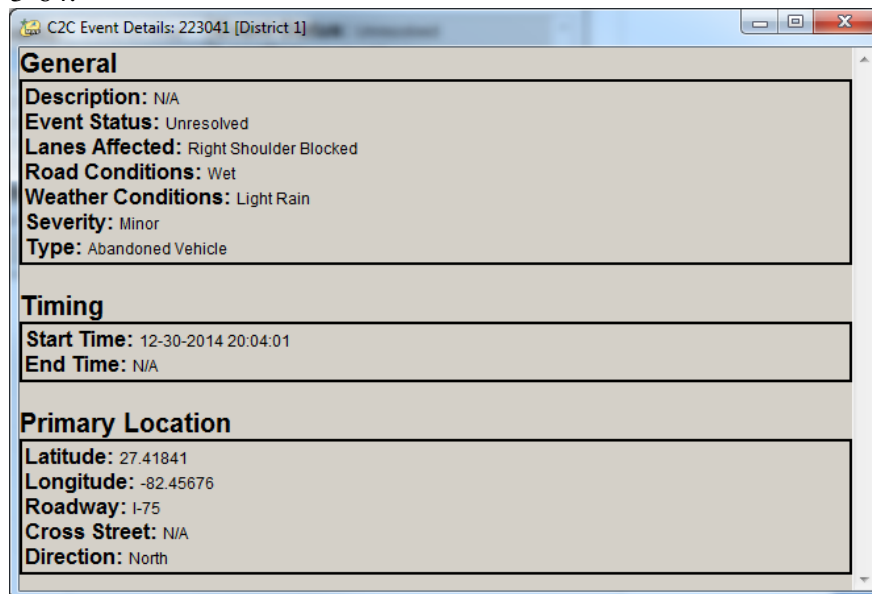 C2C Event Details: 223041 [District 1]
General
Description: N/A
Event Status: Unresolved
Lanes Affected: Right Shoulder Blocked
Road Conditions: Wet
Weather Conditions: Light Rain
Severity: Minor
Type: Abandoned Vehicle
Timing
Start Time: 12-30-2014 20:04:01
End Time: N/A
Primary Location
Latitude: 27.41841
Longitude: -82.45676
Roadway: I-75
Cross Street: N/A
Direction: North